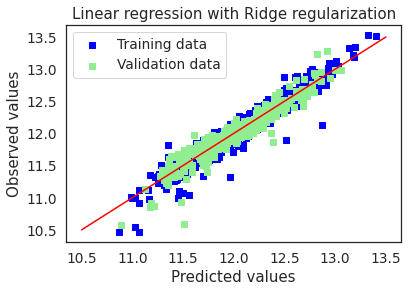 Linear regression with Ridge regularization
Training data
Validation data
Observed values
13.5
13.0
12.5
12.0
11.5
11.0
10.5
10.5 11.0 11.5 12.0 12.5 13.0 13.5
Predicted values